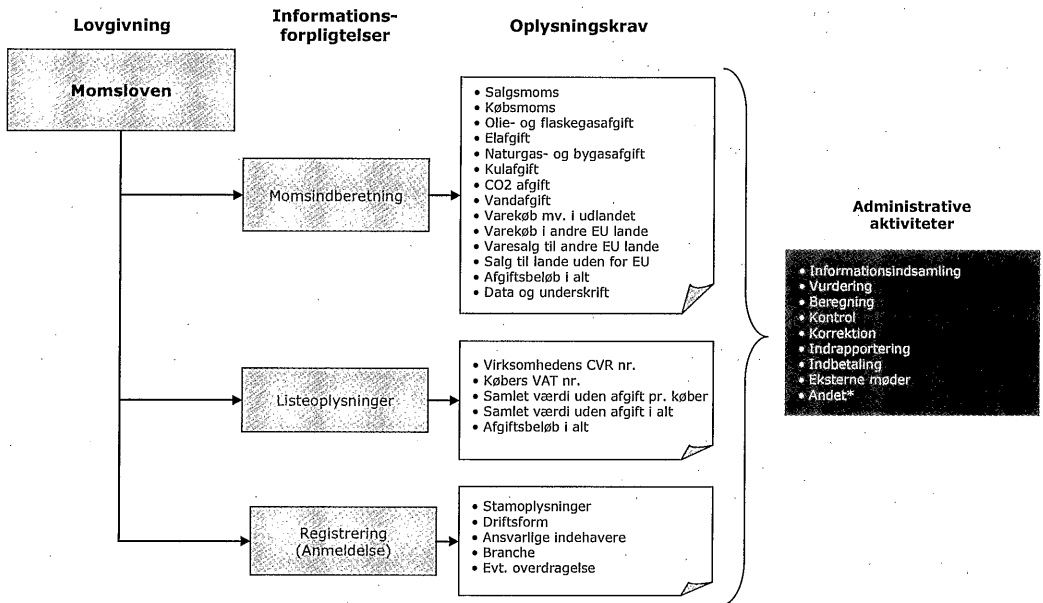 Lovgivning
Informations-
forpligtelser
Oplysningskrav
Momsloven
Momsindberetning
• Salgsmoms
• Købsmoms
• Olie- og flaskegasafgift
• Elafgift
• Naturgas- og bygasafgift
• Kulafgift
• CO2 afgift
• Vandafgift
• Varekøb mv. i udlandet
• Varekøb i andre EU lande
• Varesalg til andre EU lande
• Salg til lande uden for EU
• Afgiftsbeløb i alt
• Data og underskrift
Listeoplysninger
• Virksomhedens CVR nr.
• Købers VAT nr.
• Samlet værdi uden afgift pr. køber
• Samlet værdi uden afgift i alt
• Afgiftsbeløb i alt
Registrering
(Anmeldelse)
• Stamoplysninger
• Driftsform
• Ansvarlige indehavere
• Branche
• Evt. overdragelse
Administrative
aktiviteter
• Informationsindsamling
• Vurdering
• Beregning
• Kontrol
• Korrektion
• Indrapportering
• Indbetaling
• Eksterne møder
• Andet*